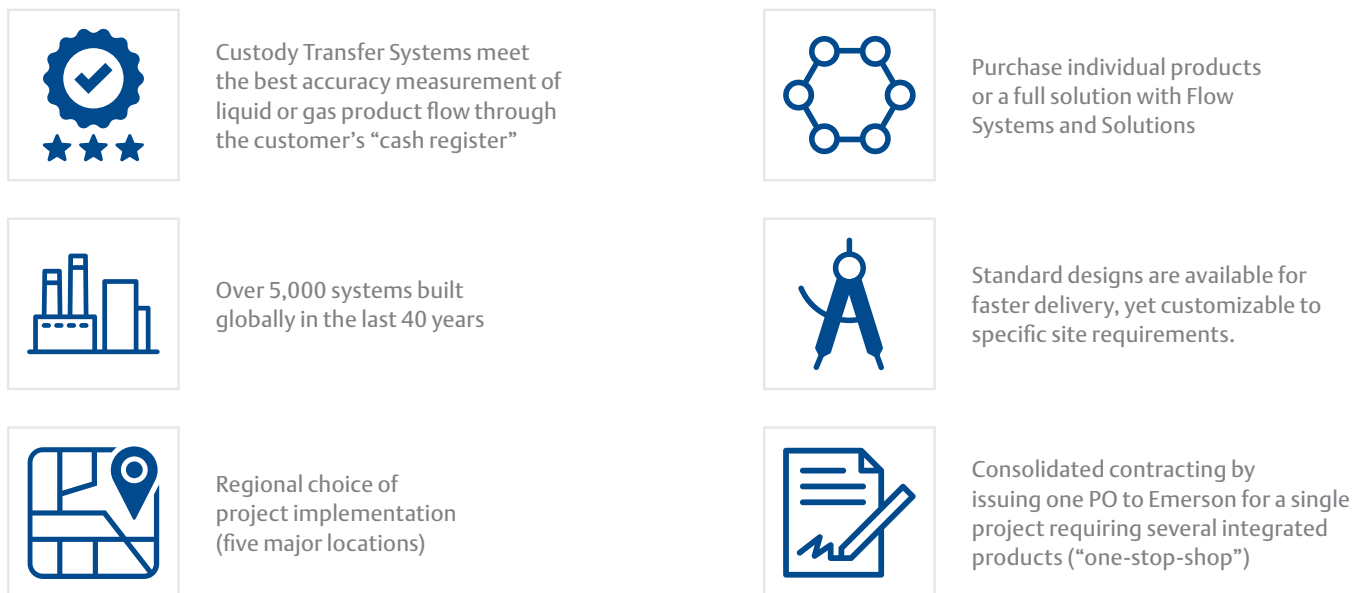 Custody Transfer Systems meet
the best accuracy measurement of
liquid or gas product flow through
the customer’s “cash register”
Purchase individual products
or a full solution with Flow
Systems and Solutions
Over 5,000 systems built
globally in the last 40 years
Standard designs are available for
faster delivery, yet customizable to
specific site requirements.
Regional choice of
project implementation
(five major locations)
Consolidated contracting by
issuing one PO to Emerson for a single
project requiring several integrated
products (“one-stop-shop”)